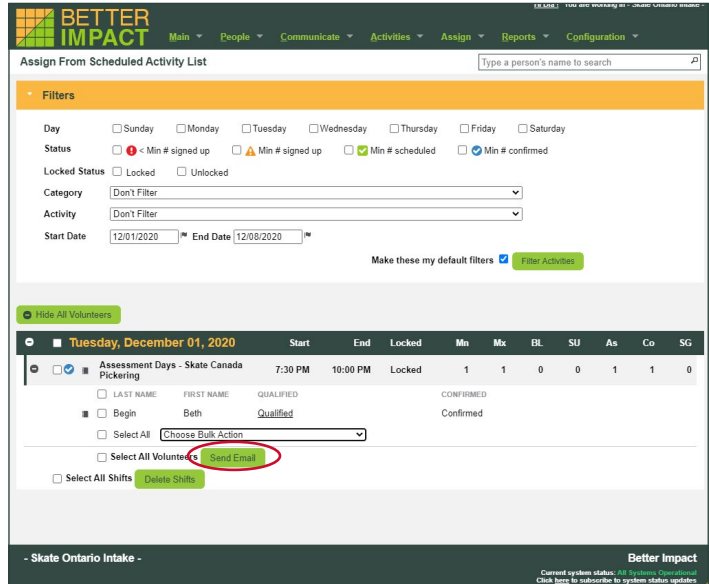 Hi Dia! You are working in - Skate Ontario Intake -
BETTER IMPACT
Main People Communicate Activities Assign Reports Configuration
Assign From Scheduled Activity List Type a person's name to search
Filters
Day Sunday Monday Tuesday Wednesday Thursday Friday Saturday
Status < Min # signed up Min # signed up Min # scheduled Min # confirmed
Locked Status Locked Unlocked
Category Don't Filter
Activity Don't Filter
Start Date 12/01/2020 End Date 12/08/2020
Make these my default filters Filter Activities
Hide All Volunteers
Tuesday, December 01, 2020 Start End Locked Mn Mx BL SU As Co SG
Assessment Days - Skate Canada Pickering 7:30 PM 10:00 PM Locked 1 1 0 0 1 1 0
LAST NAME FIRST NAME QUALIFIED CONFIRMED
Begin Beth Qualified Confirmed
Select All Choose Bulk Action
Select All Volunteers Send Email
Select All Shifts Delete Shifts
- Skate Ontario Intake - Better Impact
Current system status: All Systems Operational
Click here to subscribe to system status updates